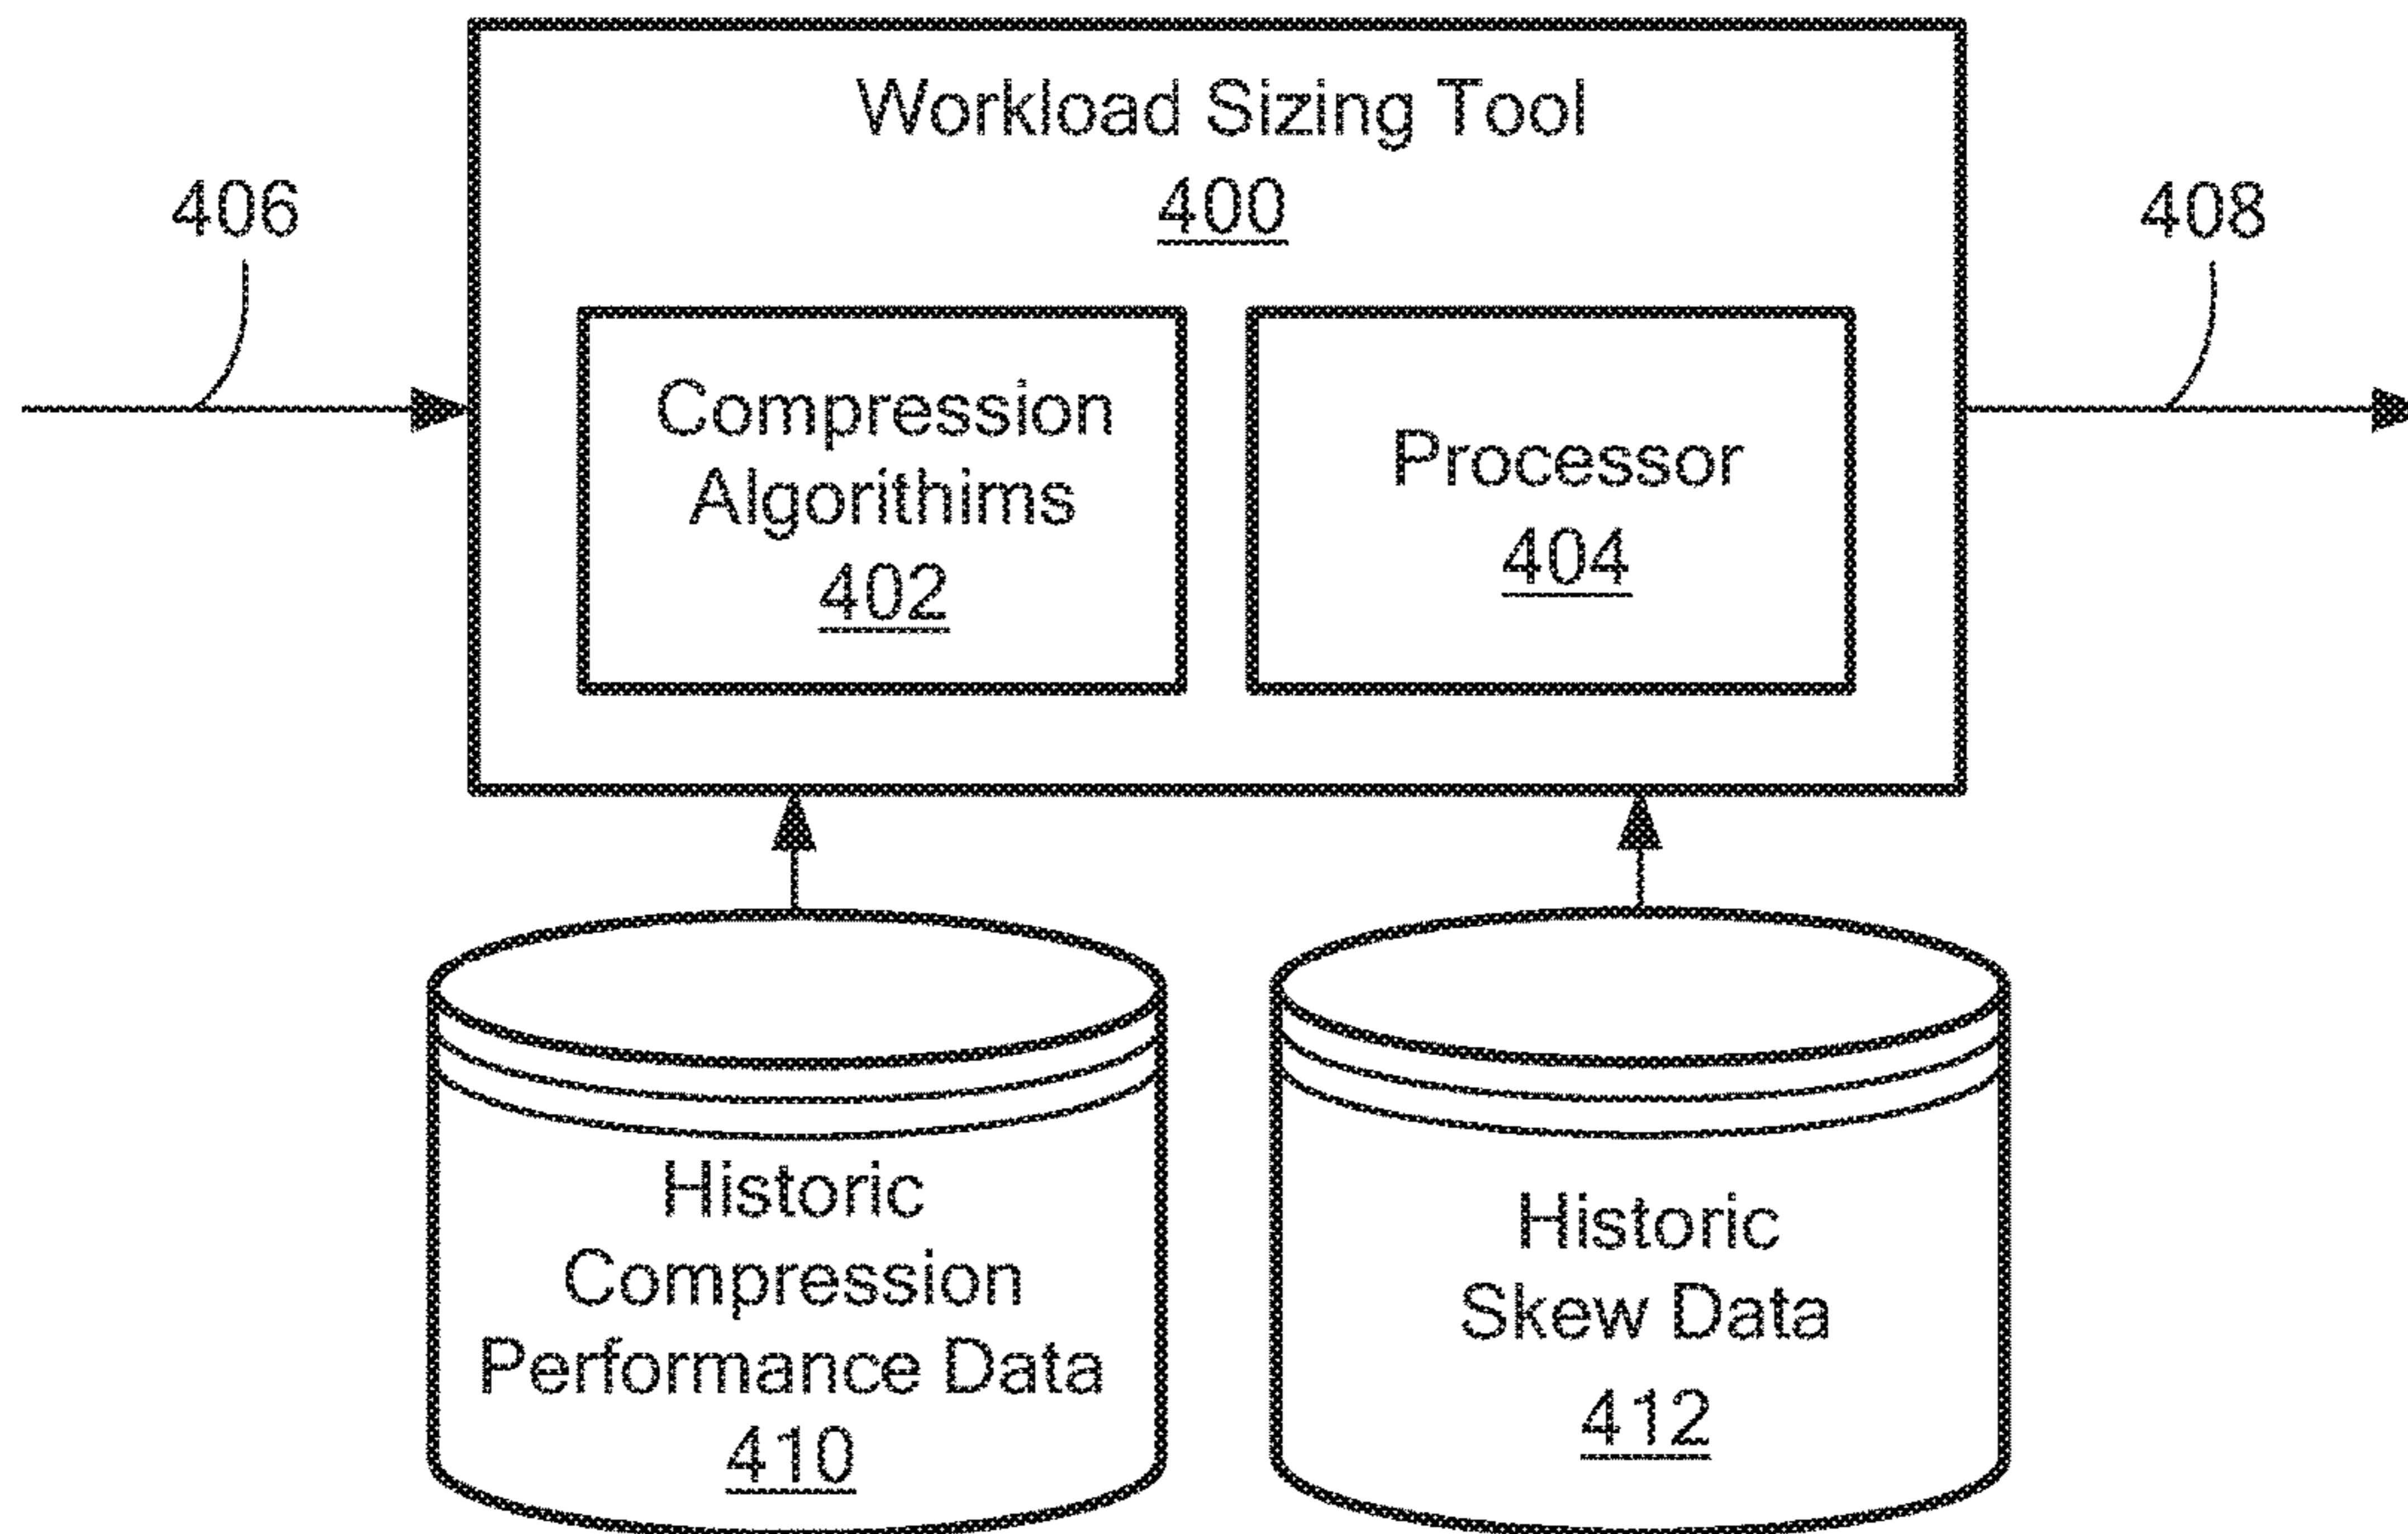 Workload Sizing Tool
400
406
408
Compression
Algorithims
402
Processor
404
Historic
Compression
Performance Data
410
Historic
Skew Data
412